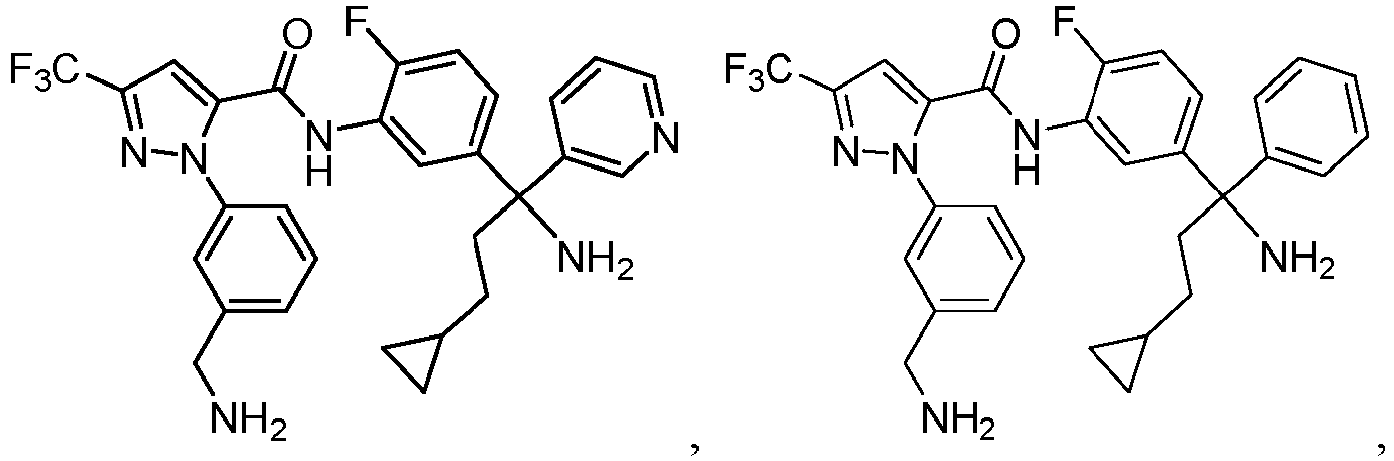 O F O F
F3C F3C
N N N H N N N N H
NH2 NH2
NH2 , NH2 ,